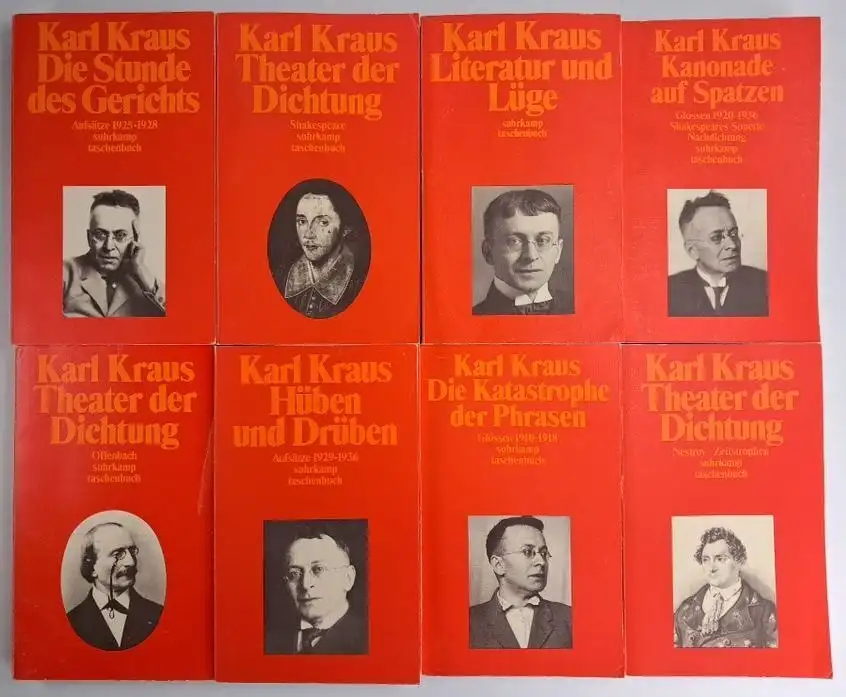 Karl Kraus
Die Stunde
des Gerichts
Aufsätze 1925-1928
suhrkamp
taschenbuch
Karl Kraus
Theater der
Dichtung
Shakespeare
suhrkamp
taschenbuch
Karl Kraus
Literatur und
Lüge
suhrkamp
taschenbuch
Karl Kraus
Kanonade
auf Spatzen
Glossen 1920-1936
Shakespeares Sonette
Nachdichtung
suhrkamp
taschenbuch
Karl Kraus
Theater der
Dichtung
Offenbach
suhrkamp
taschenbuch
Karl Kraus
Hüben
und Drüben
Aufsätze 1929-1936
suhrkamp
taschenbuch
Karl Kraus
Die Katastrophe
der Phrasen
Glossen 1910-1918
suhrkamp
taschenbuch
Karl Kraus
Theater der
Dichtung
Nestroy Zeitstrophen
suhrkamp
taschenbuch